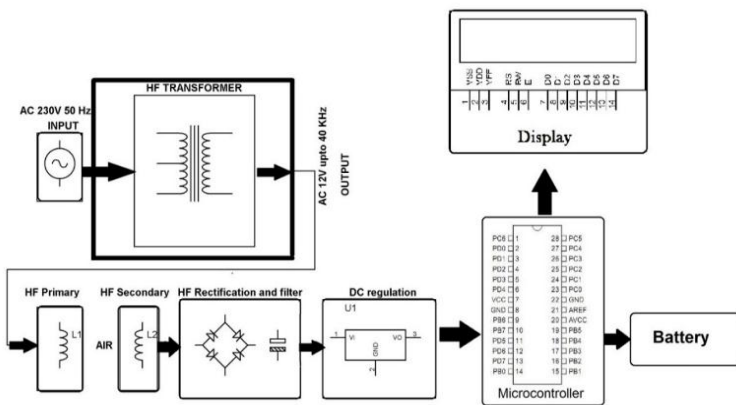 HF TRANSFORMER
AC 230V 50 Hz
INPUT
AC 12V upto 40 KHz
OUTPUT
VSS
VDD
VEE
RS
RW
E
D0
D1
D2
D3
D4
D5
D6
D7
1
2
3
4
5
6
7
8
9
10
11
12
13
14
Display
HF Primary
L1
HF Secondary
AIR
L2
HF Rectification and filter
DC regulation
U1
1
VI
VO
3
GND
2
PC6 1 28 PC5
PD0 2 27 PC4
PD1 3 26 PC3
PD2 4 25 PC2
PD3 5 24 PC1
PD4 6 23 PC0
VCC 7 22 GND
GND 8 21 AREF
PB6 9 20 AVCC
PB7 10 19 PB5
PD5 11 18 PB4
PD6 12 17 PB3
PD7 13 16 PB2
PB0 14 15 PB1
Microcontroller
Battery